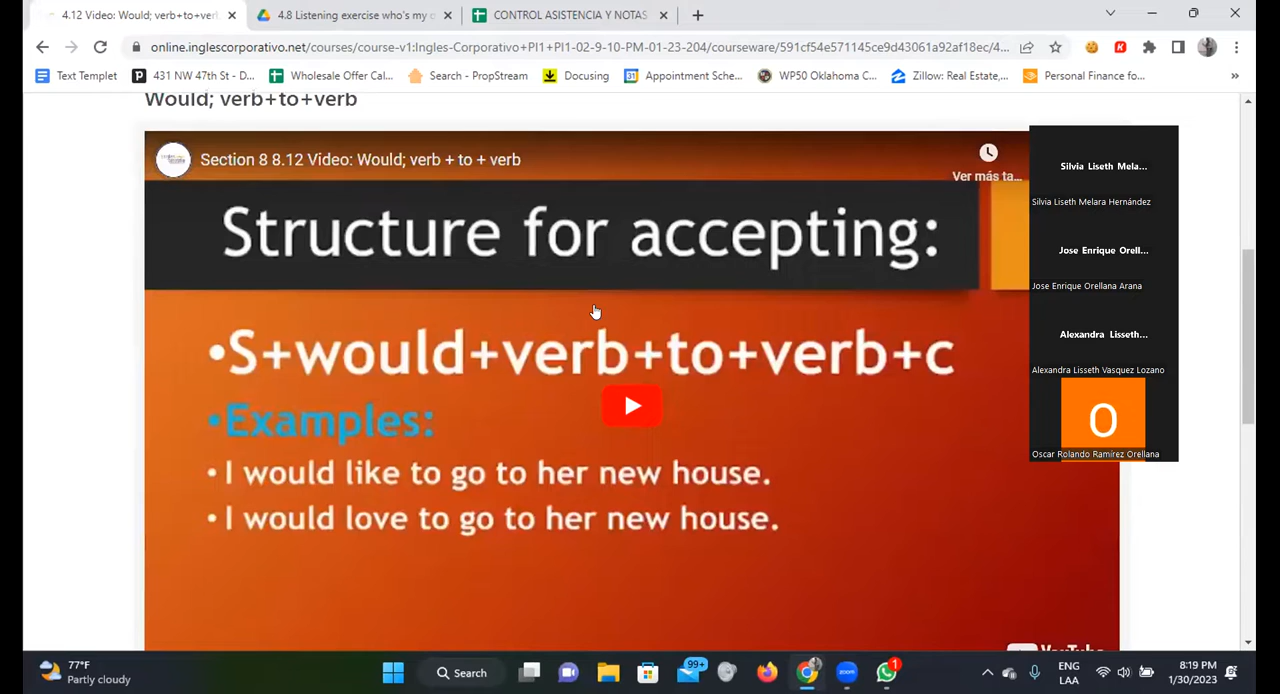 4.12 Video: Would; verb+to+verb
4.8 Listening exercise who's my c
CONTROL ASISTENCIA Y NOTAS
online.inglescorporativo.net/courses/course-v1:Ingles-Corporativo+PI1+PI1-02-9-10-PM-01-23-204/courseware/591cf54e571145ce9d43061a92af18ec/4...
Text Templet
431 NW 47th St - D...
Wholesale Offer Cal...
Search - PropStream
Docusing
Appointment Sche...
WP50 Oklahoma C...
Zillow: Real Estate,...
Personal Finance fo...
»
Would; verb+to+verb
Section 8 8.12 Video: Would; verb + to + verb
Ver más ta...
Structure for accepting:
•S+would+verb+to+verb+c
•Examples:
• I would like to go to her new house.
• I would love to go to her new house.
YouTube
Silvia Liseth Mela...
Silvia Liseth Melara Hernández
Jose Enrique Orell...
Jose Enrique Orellana Arana
Alexandra Lisseth...
Alexandra Lisseth Vasquez Lozano
O
Oscar Rolando Ramírez Orellana
77°F
Partly cloudy
Search
99+
zoom
1
ENG
LAA
8:19 PM
1/30/2023